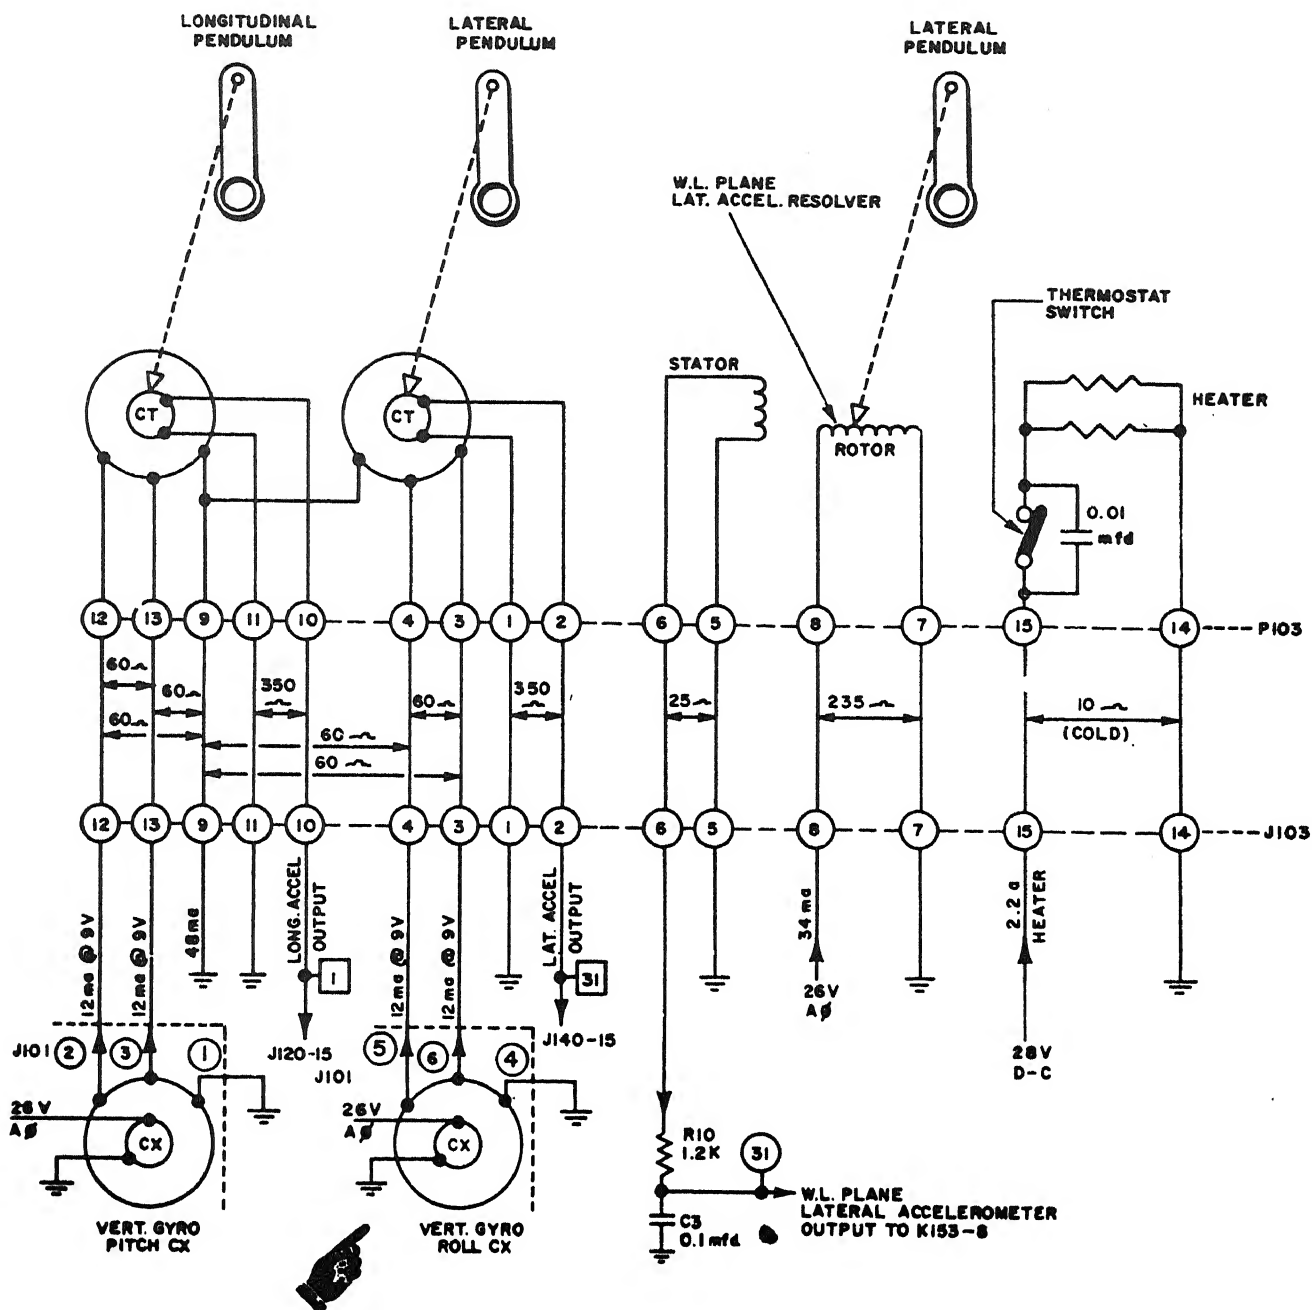 LONGITUDINAL
PENDULUM
LATERAL
PENDULUM
LATERAL
PENDULUM
W.L. PLANE
LAT. ACCEL. RESOLVER
THERMOSTAT
SWITCH
STATOR
HEATER
CT
CT
ROTOR
0.01
mfd
12
13
9
11
10
4
3
1
2
6
5
8
7
15
14
P103
60
60
60
350
60
350
60
60
25
235
10
(COLD)
12
13
9
11
10
4
3
1
2
6
5
8
7
15
14
J103
12ma @ 9V
12ma @ 9V
48ma
LONG. ACCEL
OUTPUT
1
12ma @ 9V
12ma @ 9V
LAT. ACCEL
OUTPUT
31
34ma
26V
AØ
2.2a
HEATER
28V
D-C
J101
2
3
1
J120-15
J101
5
6
4
J140-15
26V
AØ
CX
26V
AØ
CX
R10
1.2K
31
W.L. PLANE
LATERAL ACCELEROMETER
OUTPUT TO K153-8
C3
0.1mfd
VERT. GYRO
PITCH CX
VERT. GYRO
ROLL CX